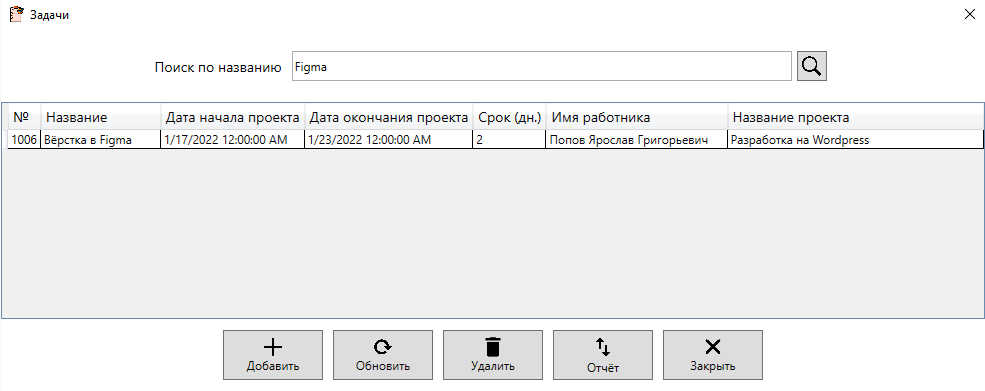 Задачи
Поиск по названию Figma
№ Название Дата начала проекта Дата окончания проекта Срок (дн.) Имя работника Название проекта
1006 Вёрстка в Figma 1/17/2022 12:00:00 AM 1/23/2022 12:00:00 AM 2 Попов Ярослав Григорьевич Разработка на Wordpress
Добавить Обновить Удалить Отчёт Закрыть